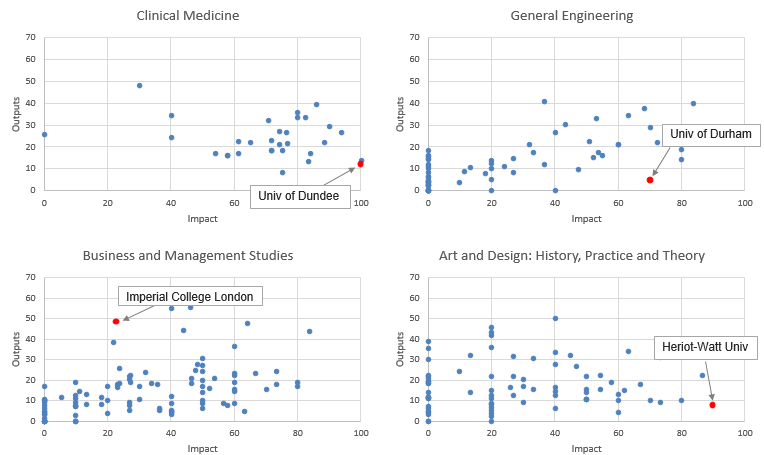 Clinical Medicine
70
60
50
40
30
20
10
0
Outputs
0 20 40 60 80 100
Impact
Univ of Dundee
General Engineering
70
60
50
40
30
20
10
0
Outputs
0 20 40 60 80 100
Impact
Univ of Durham
Business and Management Studies
70
60
50
40
30
20
10
0
Outputs
0 20 40 60 80 100
Impact
Imperial College London
Art and Design: History, Practice and Theory
70
60
50
40
30
20
10
0
Outputs
0 20 40 60 80 100
Impact
Heriot-Watt Univ